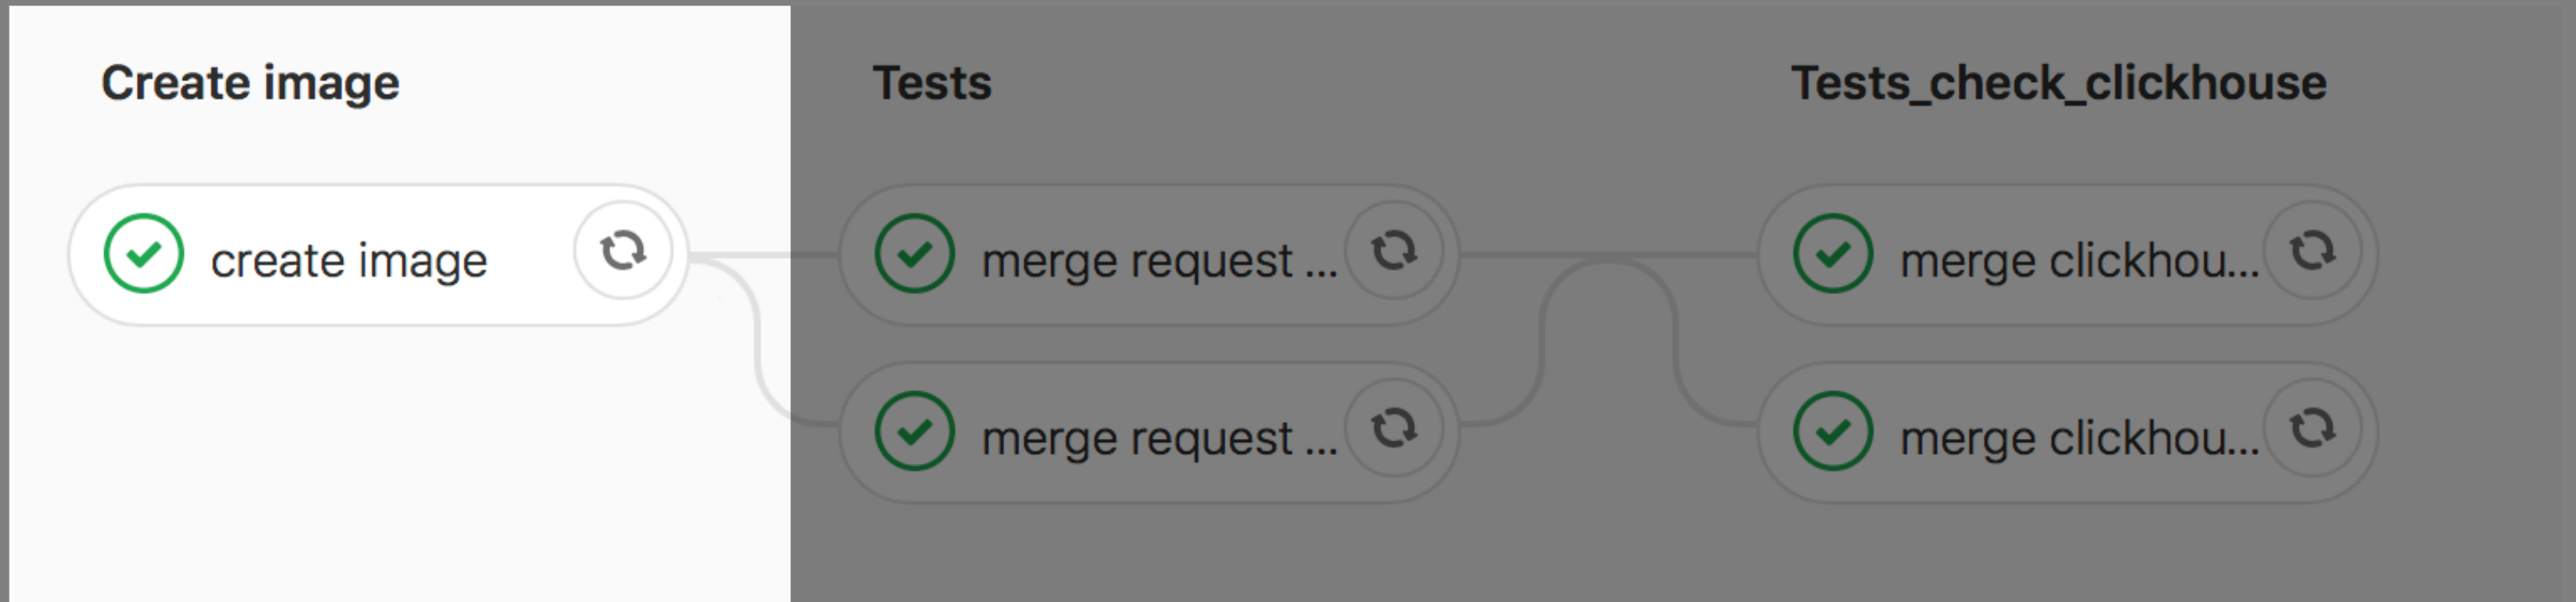 Create image
create image
Tests
merge request ...
merge request ...
Tests_check_clickhouse
merge clickhou...
merge clickhou...